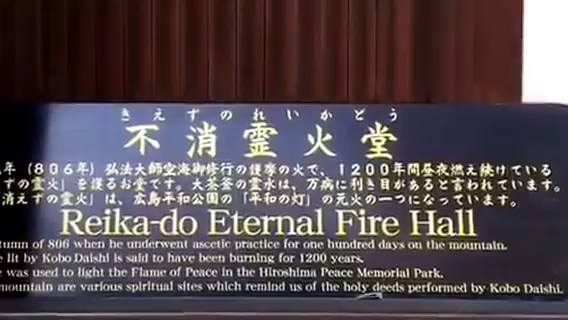 きえずのれいかどう
不消霊火堂
年（806年）弘法大師空海御修行の護摩の火で、1200年間昼夜燃え続けている
ずの霊火」を護るお堂です。大茶釜の霊水は、万病に利き目があると言われています。
消えずの霊火」は、広島平和公園の「平和の灯」の元火の一つになっています。
Reika-do Eternal Fire Hall
tumn of 806 when he underwent ascetic practice for one hundred days on the mountain.
e lit by Kobo Daishi is said to have been burning for 1200 years.
e was used to light the Flame of Peace in the Hiroshima Peace Memorial Park.
mountain are various spiritual sites which remind us of the holy deeds performed by Kobo Daishi.